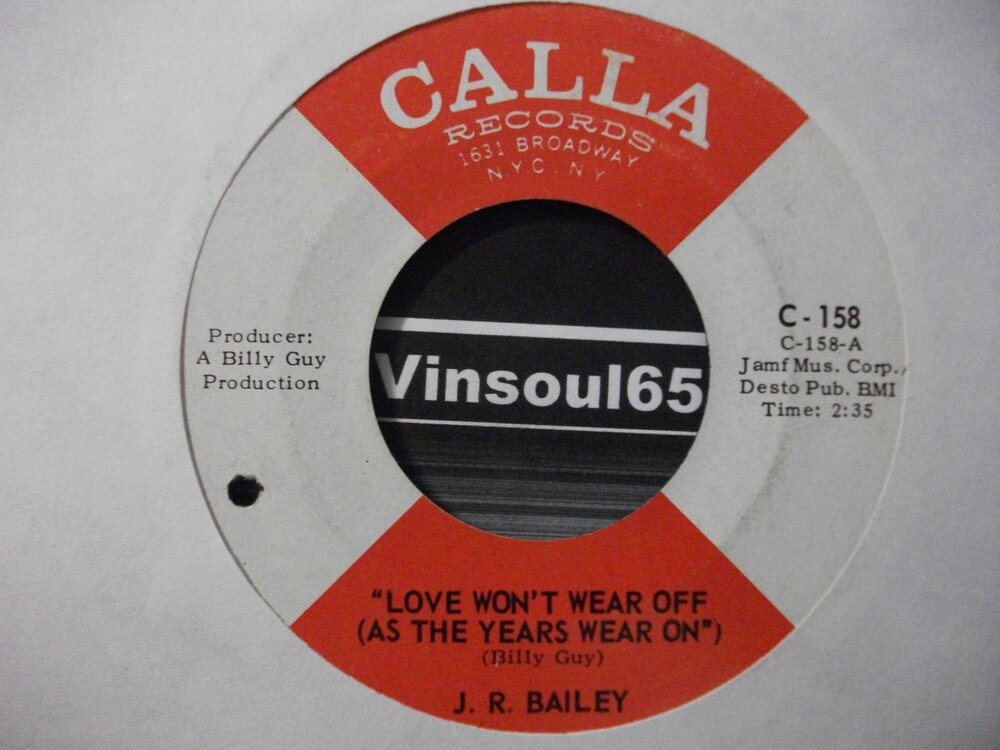 CALLA
RECORDS
1631 BROADWAY
N.Y.C., N Y
Producer:
A Billy Guy
Production
Vinsoul65
C-158
C-158-A
Jamf Mus. Corp.,
Desto Pub. BMI
Time: 2:35
"LOVE WON'T WEAR OFF
(AS THE YEARS WEAR ON")
(Billy Guy)
J. R. BAILEY